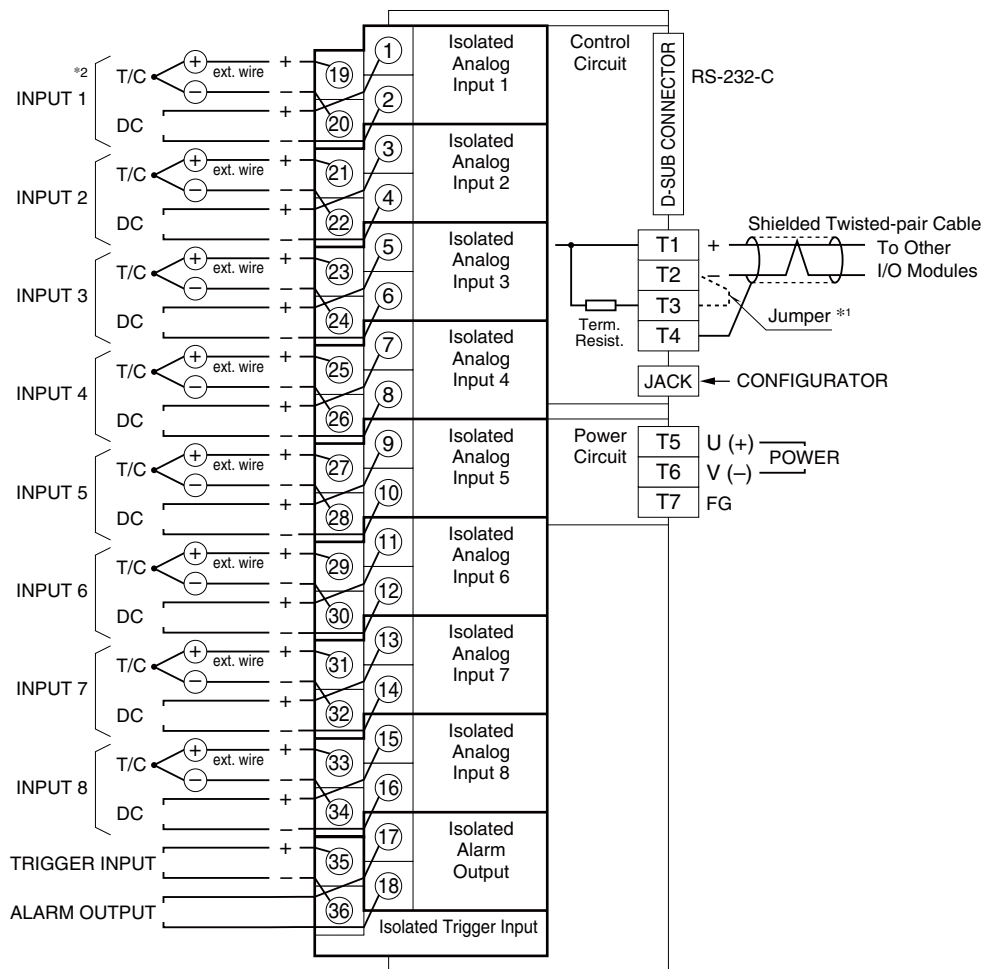 *2
INPUT 1
T/C
+
−
ext. wire
+
−
DC
+
−
19
20
1
2
Isolated
Analog
Input 1
INPUT 2
T/C
+
−
ext. wire
+
−
DC
+
−
21
22
3
4
Isolated
Analog
Input 2
INPUT 3
T/C
+
−
ext. wire
+
−
DC
+
−
23
24
5
6
Isolated
Analog
Input 3
INPUT 4
T/C
+
−
ext. wire
+
−
DC
+
−
25
26
7
8
Isolated
Analog
Input 4
INPUT 5
T/C
+
−
ext. wire
+
−
DC
+
−
27
28
9
10
Isolated
Analog
Input 5
INPUT 6
T/C
+
−
ext. wire
+
−
DC
+
−
29
30
11
12
Isolated
Analog
Input 6
INPUT 7
T/C
+
−
ext. wire
+
−
DC
+
−
31
32
13
14
Isolated
Analog
Input 7
INPUT 8
T/C
+
−
ext. wire
+
−
DC
+
−
33
34
15
16
Isolated
Analog
Input 8
TRIGGER INPUT
+
−
35
36
ALARM OUTPUT
17
18
Isolated
Alarm
Output
Isolated Trigger Input
Control
Circuit
D-SUB CONNECTOR
RS-232-C
Shielded Twisted-pair Cable
T1
+
To Other
I/O Modules
T2
−
T3
T4
Term.
Resist.
Jumper *1
JACK
CONFIGURATOR
Power
Circuit
T5
U (+)
T6
V (–)
POWER
T7
FG